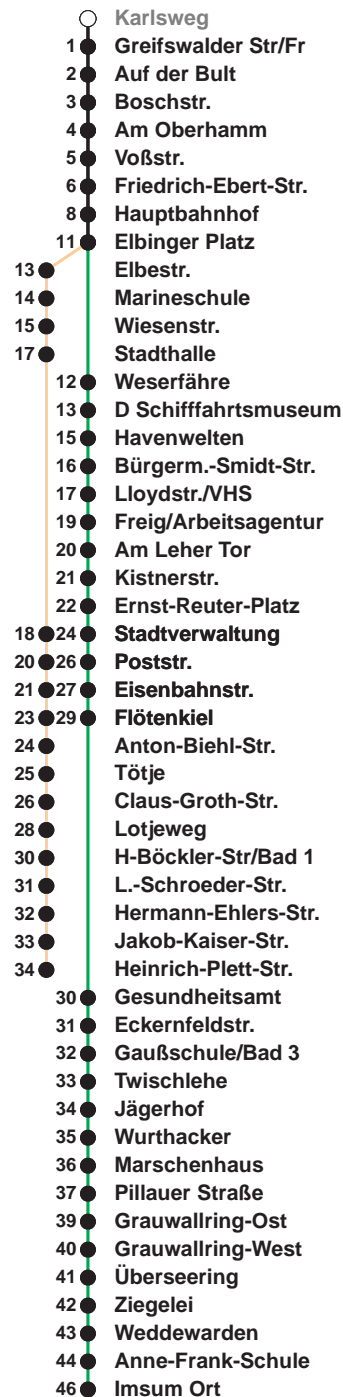 Karlsweg
1 Greifswalder Str/Fr
2 Auf der Bult
3 Boschstr.
4 Am Oberhamm
5 Voßstr.
6 Friedrich-Ebert-Str.
8 Hauptbahnhof
11 Elbinger Platz
13 Elbestr.
14 Marineschule
15 Wiesenstr.
17 Stadthalle
12 Weserfähre
13 D Schifffahrtsmuseum
15 Havenwelten
16 Bürgerm.-Smidt-Str.
17 Lloydstr./VHS
19 Freig/Arbeitsagentur
20 Am Leher Tor
21 Kistnerstr.
22 Ernst-Reuter-Platz
18 24 Stadtverwaltung
20 26 Poststr.
21 27 Eisenbahnstr.
23 29 Flötenkiel
24 Anton-Biehl-Str.
25 Tötje
26 Claus-Groth-Str.
28 Lotjeweg
30 H-Böckler-Str/Bad 1
31 L.-Schroeder-Str.
32 Hermann-Ehlers-Str.
33 Jakob-Kaiser-Str.
34 Heinrich-Plett-Str.
30 Gesundheitsamt
31 Eckernfeldstr.
32 Gaußschule/Bad 3
33 Twischlehe
34 Jägerhof
35 Wurthacker
36 Marschenhaus
37 Pillauer Straße
39 Grauwallring-Ost
40 Grauwallring-West
41 Überseering
42 Ziegelei
43 Weddewarden
44 Anne-Frank-Schule
46 Imsum Ort